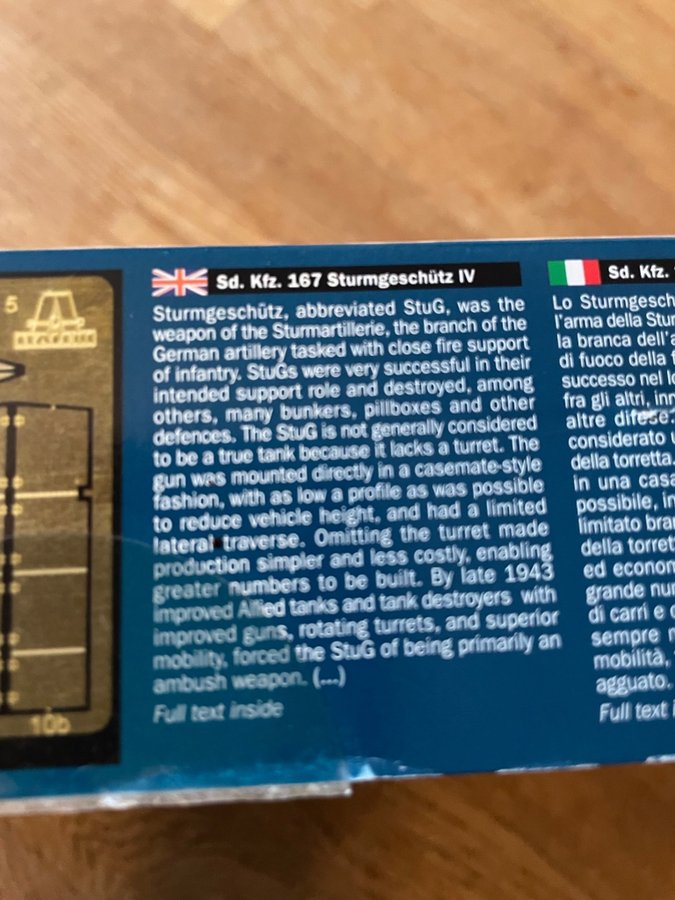 5
10b
Sd. Kfz. 167 Sturmgeschütz IV
Sturmgeschütz, abbreviated StuG, was the
weapon of the Sturmartillerie, the branch of the
German artillery tasked with close fire support
of infantry. StuGs were very successful in their
intended support role and destroyed, among
others, many bunkers, pillboxes and other
defences. The StuG is not generally considered
to be a true tank because it lacks a turret. The
gun was mounted directly in a casemate-style
fashion, with as low a profile as was possible
to reduce vehicle height, and had a limited
lateral traverse. Omitting the turret made
production simpler and less costly, enabling
greater numbers to be built. By late 1943
improved Allied tanks and tank destroyers with
improved guns, rotating turrets, and superior
mobility, forced the StuG of being primarily an
ambush weapon. (...)
Full text inside
Sd. Kfz.
Lo Sturmgesch
l'arma della Stur
la branca dell'a
di fuoco della f
successo nel lo
fra gli altri, inn
altre difese.
considerato u
della torretta.
in una casa
possibile, in
limitato bra
della torret
ed econom
grande nu
di carri e c
sempre m
mobilità,
agguato.
Full text i